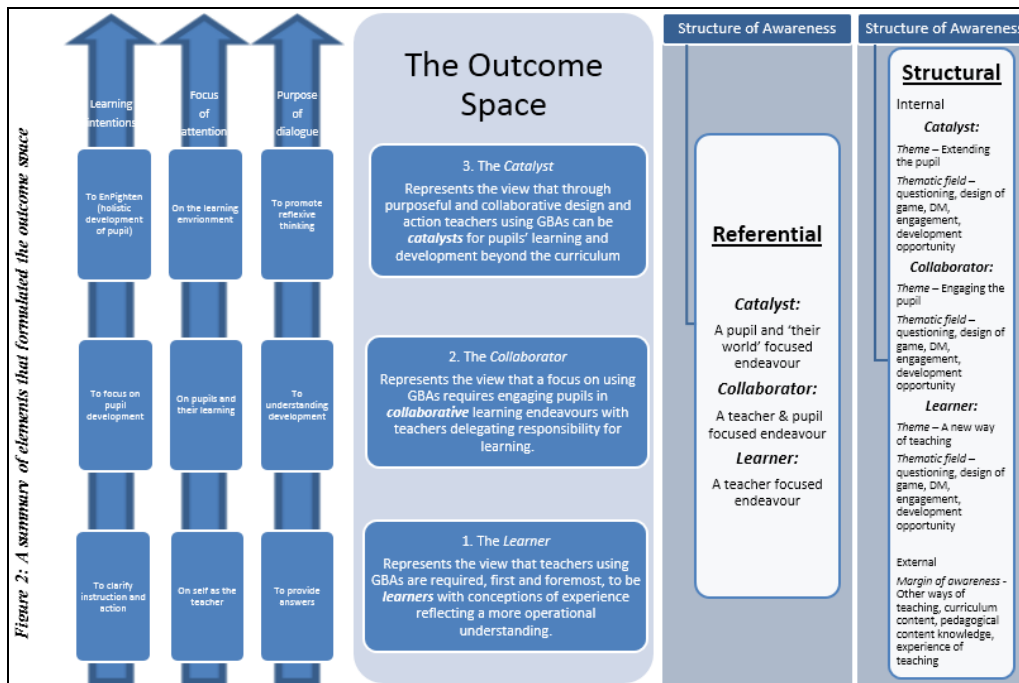 Figure 2: A summary of elements that formulated the outcome space
Learning
intentions
Focus
of
attention
Purpose
of
dialogue
To EnPighten
(holistic
development
of pupil)
On the learning
envrionment
To promote
reflexive
thinking
To focus on
pupil
development
On pupils and
their learning
To
understanding
development
To clarify
instruction and
action
On self as the
teacher
To provide
answers
The Outcome
Space
3. The Catalyst
Represents the view that through
purposeful and collaborative design and
action teachers using GBAs can be
catalysts for pupils' learning and
development beyond the curriculum
2. The Collaborator
Represents the view that a focus on using
GBAs requires engaging pupils in
collaborative learning endeavours with
teachers delegating responsibility for
learning.
1. The Learner
Represents the view that teachers using
GBAs are required, first and foremost, to be
learners with conceptions of experience
reflecting a more operational
understanding.
Structure of Awareness
Referential
Catalyst:
A pupil and 'their
world' focused
endeavour
Collaborator:
A teacher & pupil
focused endeavour
Learner:
A teacher focused
endeavour
Structure of Awareness
Structural
Internal
Catalyst:
Theme – Extending
the pupil
Thematic field –
questioning, design of
game, DM,
engagement,
development
opportunity
Collaborator:
Theme – Engaging the
pupil
Thematic field –
questioning, design of
game, DM,
engagement,
development
opportunity
Learner:
Theme – A new way
of teaching
Thematic field –
questioning, design of
game, DM,
engagement,
development
opportunity
External
Margin of awareness -
Other ways of
teaching, curriculum
content, pedagogical
content knowledge,
experience of
teaching